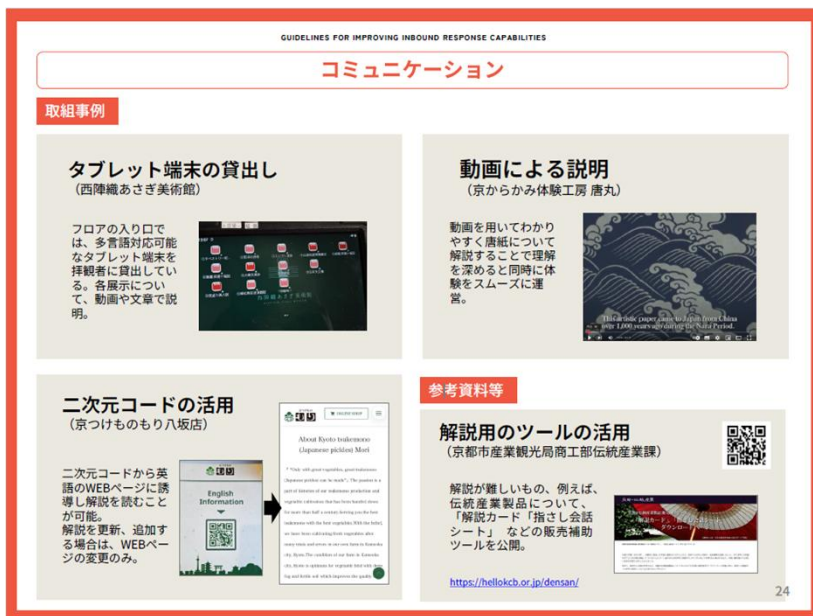 GUIDELINES FOR IMPROVING INBOUND RESPONSE CAPABILITIES
コミュニケーション
取組事例
タブレット端末の貸出し
（西陣織あさぎ美術館）
フロアの入り口で
は、多言語対応可能
なタブレット端末を
拝観者に貸出してい
る。各展示につい
て、動画や文章で説
明。
動画による説明
（京からかみ体験工房 唐丸）
動画を用いてわかり
やすく唐紙について
解説することで理解
を深めると同時に体
験をスムーズに運
営。
This artistic paper came to Japan from China
over 1,000 years ago during the Nara Period.
二次元コードの活用
（京つけものもり八坂店）
二次元コードから英
語のWEBページに誘
導し解説を読むこと
が可能。
解説を更新、追加す
る場合は、WEBペー
ジの変更のみ。
English
Information
ONLINE SHOP
About Kyoto tsukemono
(Japanese pickles) Mori
参考資料等
解説用のツールの活用
（京都市産業観光局商工部伝統産業課）
解説が難しいもの、例えば、
伝統産業製品について、
「解説カード「指さし会話
シート」 などの販売補助
ツールを公開。
https://hellokcb.or.jp/densan/
24